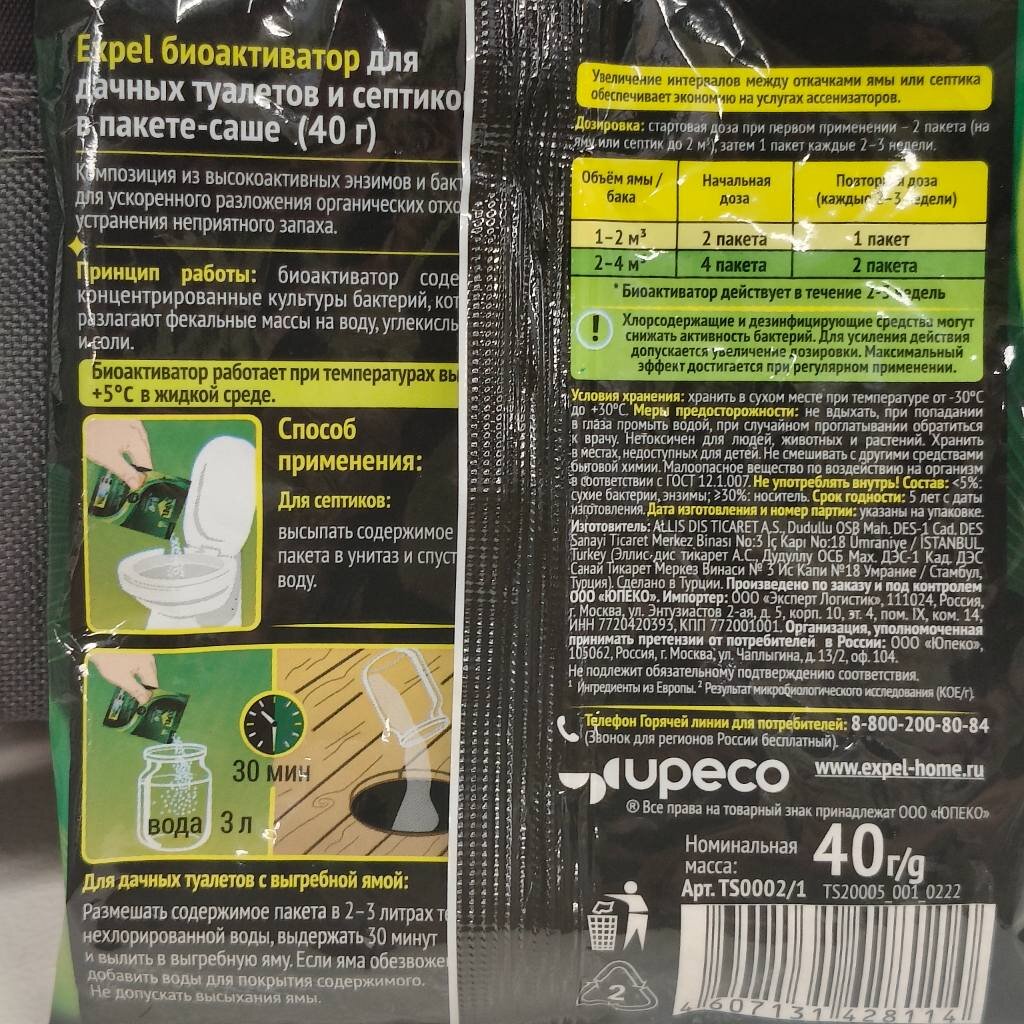 Expel биоактиватор для
дачных туалетов и септико
в пакете-саше (40 г)
Композиция из высокоактивных энзимов и бак
для ускоренного разложения органических отхо
устранения неприятного запаха.
Принцип работы: биоактиватор соде
концентрированные культуры бактерий, кот
разлагают фекальные массы на воду, углекислы
и соли.
Биоактиватор работает при температурах вы
+5°C в жидкой среде.
Способ
применения:
Для септиков:
высыпать содержимое
пакета в унитаз и спуст
воду.
30 мин
вода 3 л
Для дачных туалетов с выгребной ямой:
Размешать содержимое пакета в 2–3 литрах т
нехлорированной воды, выдержать 30 минут
и вылить в выгребную яму. Если яма обезвоже
добавить воды для покрытия содержимого.
Не допускать высыхания ямы.
Увеличение интервалов между откачками ямы или септика
обеспечивает экономию на услугах ассенизаторов.
Дозировка: стартовая доза при первом применении – 2 пакета (на
яму или септик до 2 м³), затем 1 пакет каждые 2–3 недели.
Объём ямы / бака Начальная доза Повторная доза (каждые 2–3 недели)
1–2 м³ 2 пакета 1 пакет
2–4 м³ 4 пакета 2 пакета
* Биоактиватор действует в течение 2–3 недель
! Хлорсодержащие и дезинфицирующие средства могут
снижать активность бактерий. Для усиления действия
допускается увеличение дозировки. Максимальный
эффект достигается при регулярном применении.
Условия хранения: хранить в сухом месте при температуре от -30°C
до +30°C. Меры предосторожности: не вдыхать, при попадании
в глаза промыть водой, при случайном проглатывании обратиться
к врачу. Нетоксичен для людей, животных и растений. Хранить
в местах, недоступных для детей. Не смешивать с другими средствами
бытовой химии. Малоопасное вещество по воздействию на организм
в соответствии с ГОСТ 12.1.007. Не употреблять внутрь! Состав: <5%:
сухие бактерии, энзимы; ≥30%: носитель. Срок годности: 5 лет с даты
изготовления. Дата изготовления и номер партии: указаны на упаковке.
Изготовитель: ALLIS DIS TICARET A.S., Dudullu OSB Mah. DES-1 Cad. DES
Sanayi Ticaret Merkez Binasi No:3 Iç Kapı No:18 Umraniye / ISTANBUL,
Turkey (Эллис дис тикарет А.С., Дудуллу ОСБ Мах. ДЭС-1 Кад. ДЭС
Санай Тикарет Меркез Винаси № 3 Ис Капи №18 Умрание / Стамбул,
Турция). Сделано в Турции. Произведено по заказу и под контролем
ООО «ЮПЕКО». Импортер: ООО «Эксперт Логистик», 111024, Россия,
г. Москва, ул. Энтузиастов 2-ая, д. 5, корп. 10, эт. 4, пом. IX, ком. 14,
ИНН 7720420393, КПП 772001001. Организация, уполномоченная
принимать претензии от потребителей в России: ООО «Юпеко»,
105062, Россия, г. Москва, ул. Чаплыгина, д. 13/2, оф. 104.
Не подлежит обязательному подтверждению соответствия.
¹ Ингредиенты из Европы. ² Результат микробиологического исследования (КОЕ/г).
Телефон Горячей линии для потребителей: 8-800-200-80-84
(Звонок для регионов России бесплатный).
upeco www.expel-home.ru
® Все права на товарный знак принадлежат ООО «ЮПЕКО»
Номинальная
масса: 40 г/g
Арт. TS0002/1 TS20005_001_0222
2
4 607131 428114